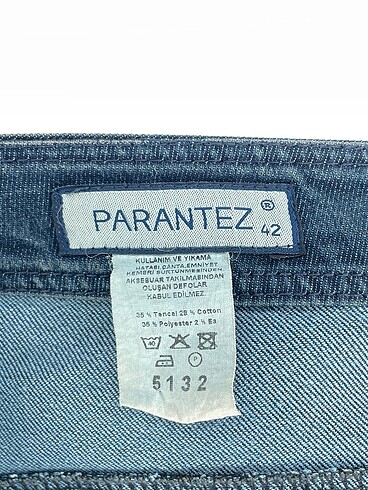 PARANTEZ ® 42
KULLANIM VE YIKAMA
HATASI, ÇANTA, EMNİYET
KEMERİ SÜRTÜNMESİNDEN
AKSESUAR TAKILMASINDAN
OLUŞAN DEFOLAR
KABUL EDİLMEZ.
35 % Tencel 28 % Cotton
35 % Polyester 2 % Ea
P
5132